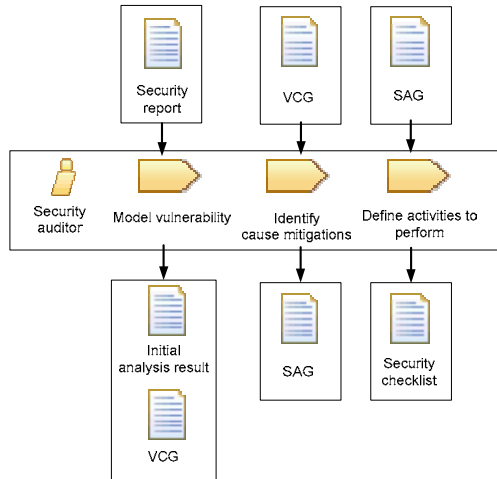 Security
report
VCG
SAG
Security
auditor
Model vulnerability
Identify
cause mitigations
Define activities to
perform
Initial
analysis result
VCG
SAG
Security
checklist